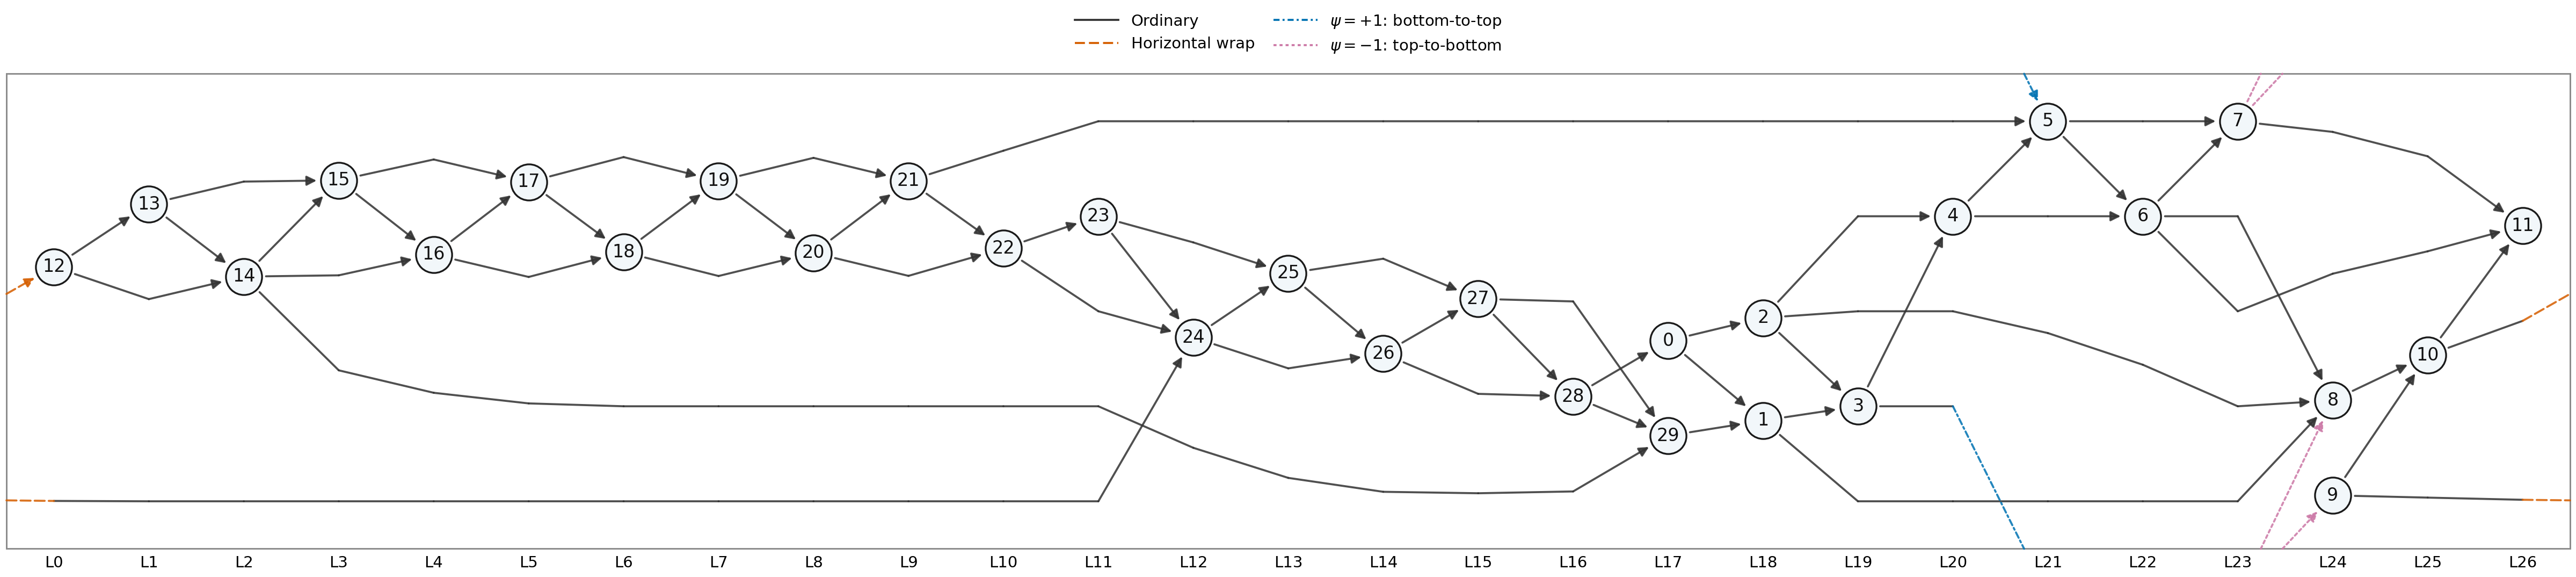 Ordinary
Horizontal wrap
ψ = +1: bottom-to-top
ψ = −1: top-to-bottom
5 7
13 15 17 19 21
12 14 16 18 20 22 23 4 6 11
25 27 2
24 26 0 10
28 29 1 3 8
9
L0 L1 L2 L3 L4 L5 L6 L7 L8 L9 L10 L11 L12 L13 L14 L15 L16 L17 L18 L19 L20 L21 L22 L23 L24 L25 L26